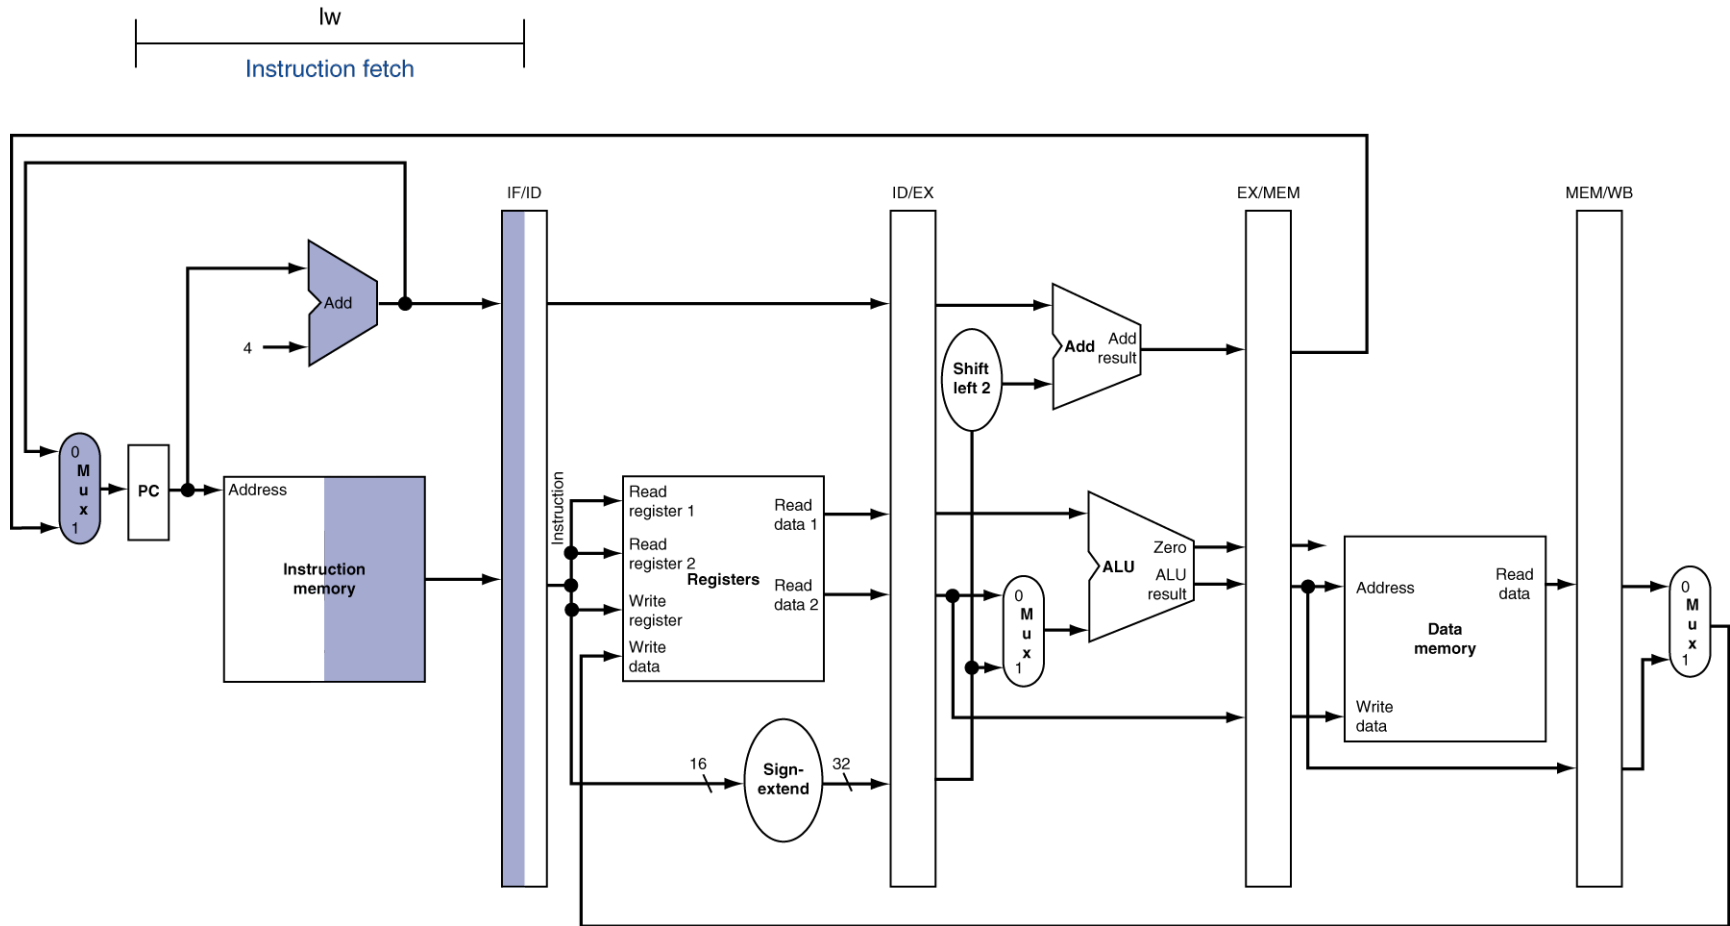 lw
Instruction fetch
IF/ID
ID/EX
EX/MEM
MEM/WB
Add
4
0
M
u
x
1
PC
Address
Instruction
memory
Instruction
Read
register 1
Read
register 2
Registers
Write
register
Write
data
Read
data 1
Read
data 2
16
Sign-
extend
32
Shift
left 2
Add
Add
result
0
M
u
x
1
ALU
Zero
ALU
result
Address
Read
data
Data
memory
Write
data
0
M
u
x
1